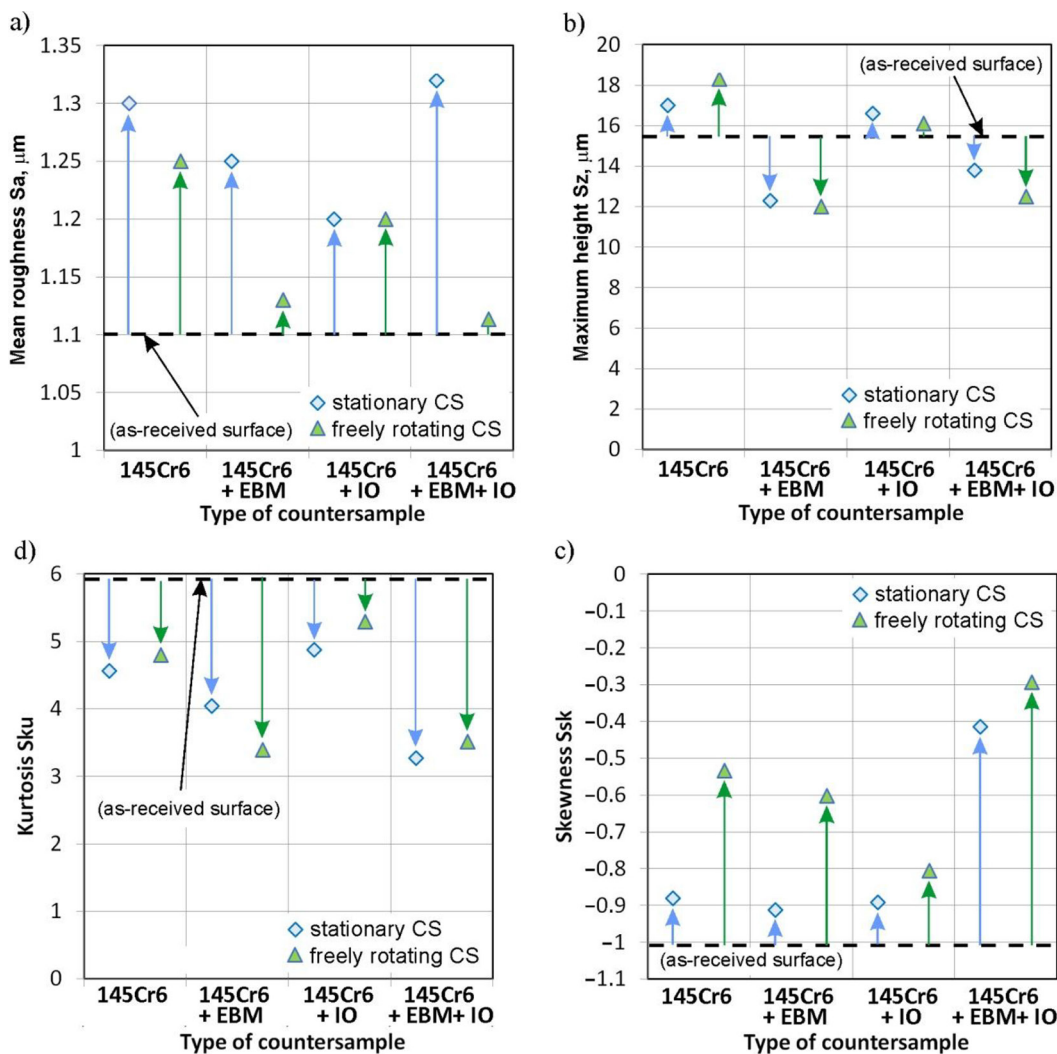 a)
Mean roughness Sa, μm
1.35
1.3
1.25
1.2
1.15
1.1
1.05
1
(as-received surface)
stationary CS
freely rotating CS
145Cr6
145Cr6
+ EBM
145Cr6
+ IO
145Cr6
+ EBM+ IO
Type of countersample
b)
Maximum height Sz, μm
20
18
16
14
12
10
8
6
4
2
0
(as-received surface)
stationary CS
freely rotating CS
145Cr6
145Cr6
+ EBM
145Cr6
+ IO
145Cr6
+ EBM+ IO
Type of countersample
d)
Kurtosis Sku
6
5
4
3
2
1
0
(as-received surface)
stationary CS
freely rotating CS
145Cr6
145Cr6
+ EBM
145Cr6
+ IO
145Cr6
+ EBM+ IO
Type of countersample
c)
Skewness Ssk
0
−0.1
−0.2
−0.3
−0.4
−0.5
−0.6
−0.7
−0.8
−0.9
−1
−1.1
stationary CS
freely rotating CS
(as-received surface)
145Cr6
145Cr6
+ EBM
145Cr6
+ IO
145Cr6
+ EBM+ IO
Type of countersample